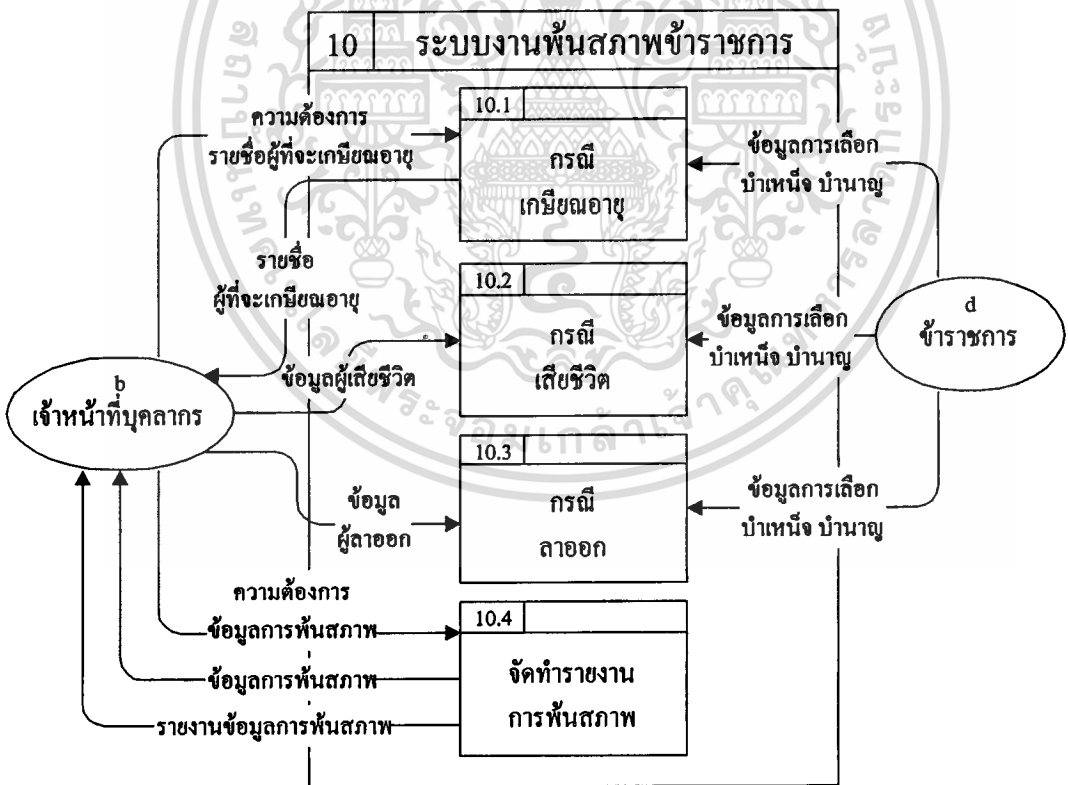 10 ระบบงานพ้นสภาพข้าราชการ
10.1
กรณี
เกษียณอายุ
ความต้องการ
รายชื่อผู้ที่จะเกษียณอายุ
ข้อมูลการเลือก
บำเหน็จ บำนาญ
รายชื่อ
ผู้ที่จะเกษียณอายุ
10.2
กรณี
เสียชีวิต
ข้อมูลผู้เสียชีวิต
ข้อมูลการเลือก
บำเหน็จ บำนาญ
d
ข้าราชการ
b
เจ้าหน้าที่บุคลากร
10.3
กรณี
ลาออก
ข้อมูล
ผู้ลาออก
ข้อมูลการเลือก
บำเหน็จ บำนาญ
ความต้องการ
ข้อมูลการพ้นสภาพ
10.4
จัดทำรายงาน
การพ้นสภาพ
ข้อมูลการพ้นสภาพ
รายงานข้อมูลการพ้นสภาพ